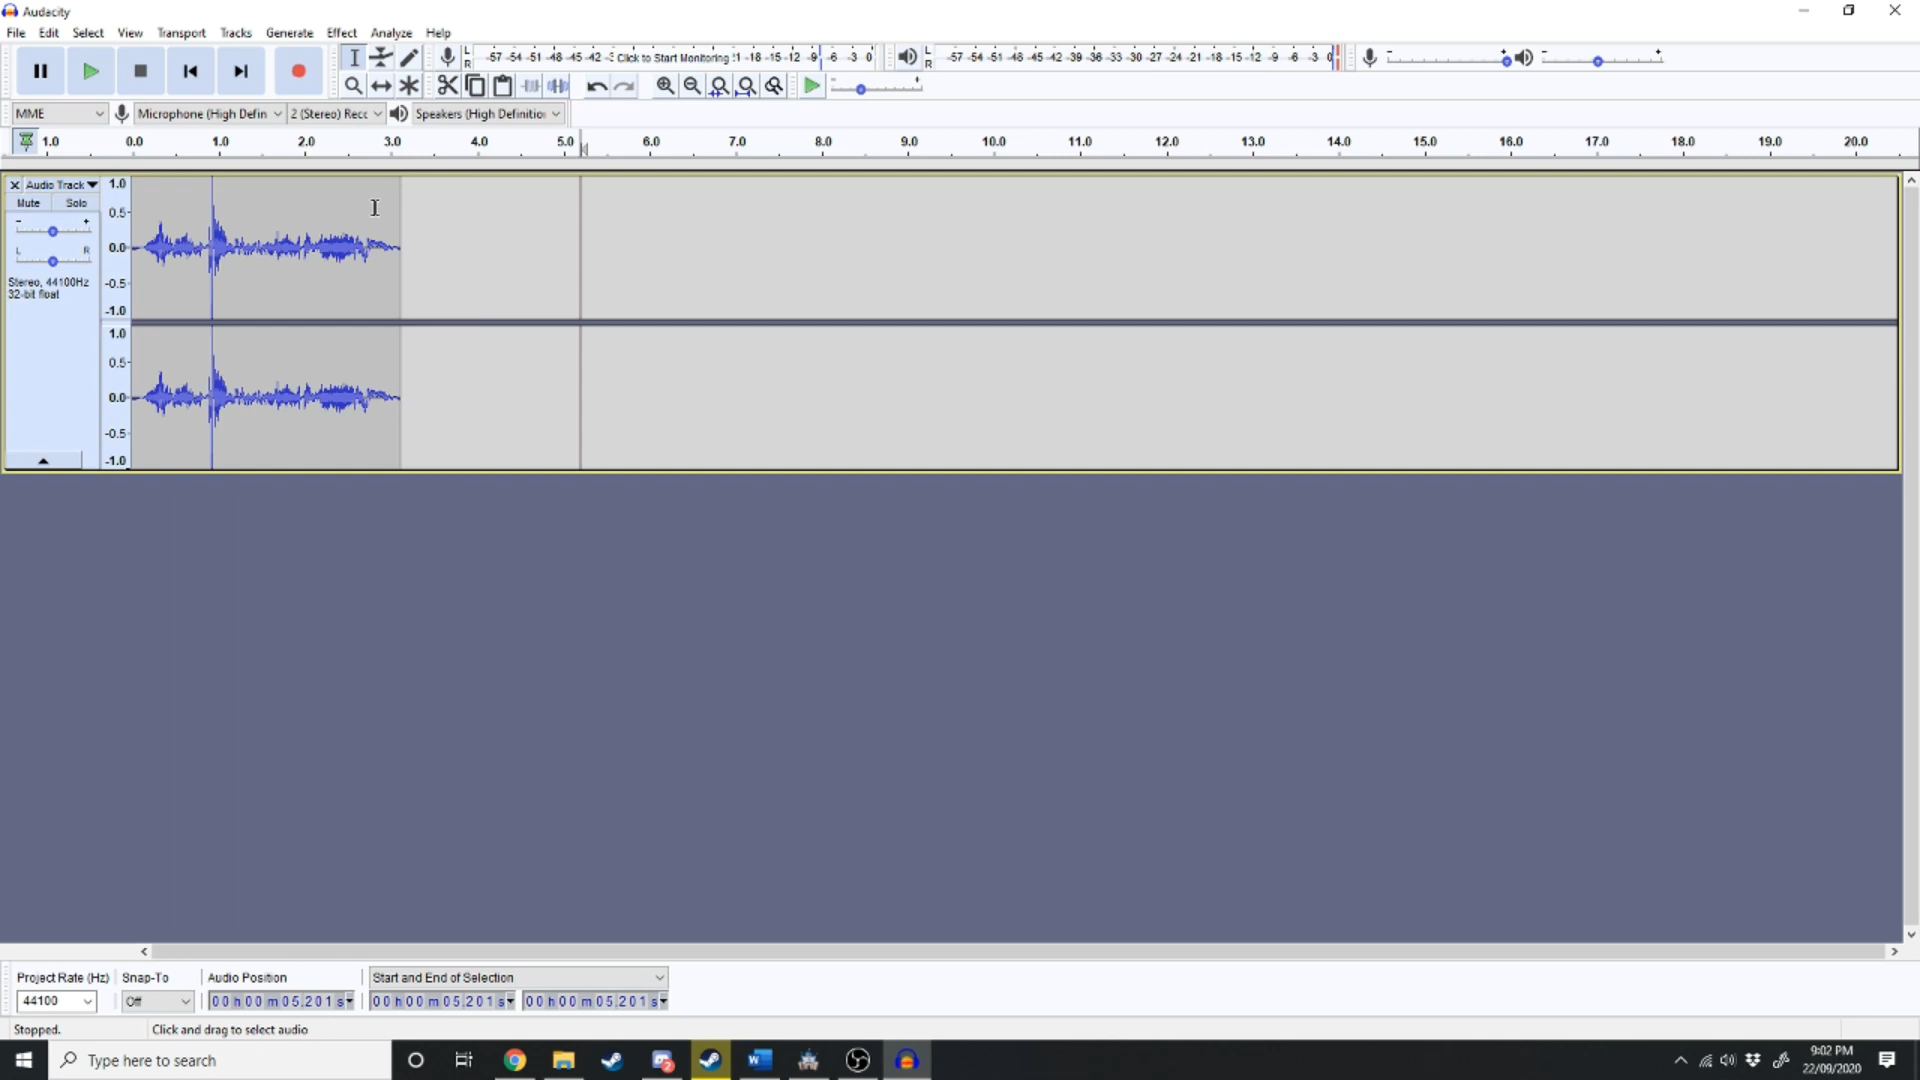 Audacity
File Edit Select View Transport Tracks Generate Effect Analyze Help
L R -57 -54 -51 -48 -45 -42 Click to Start Monitoring -18 -15 -12 -9 -6 -3 0 L R -57 -54 -51 -48 -45 -42 -39 -36 -33 -30 -27 -24 -21 -18 -15 -12 -9 -6 -3 0 - + - +
- +
MME Microphone (High Defin 2 (Stereo) Recc Speakers (High Definitio
1.0 0.0 1.0 2.0 3.0 4.0 5.0 6.0 7.0 8.0 9.0 10.0 11.0 12.0 13.0 14.0 15.0 16.0 17.0 18.0 19.0 20.0
Audio Track 1.0
Mute Solo
- + 0.5
L R 0.0
Stereo, 44100Hz -0.5
32-bit float
-1.0
1.0
0.5
0.0
-0.5
-1.0
Project Rate (Hz) Snap-To Audio Position Start and End of Selection
44100 Off 00 h 00 m 05.201 s 00 h 00 m 05.201 s 00 h 00 m 05.201 s
Stopped. Click and drag to select audio
Type here to search
9:02 PM
22/09/2020